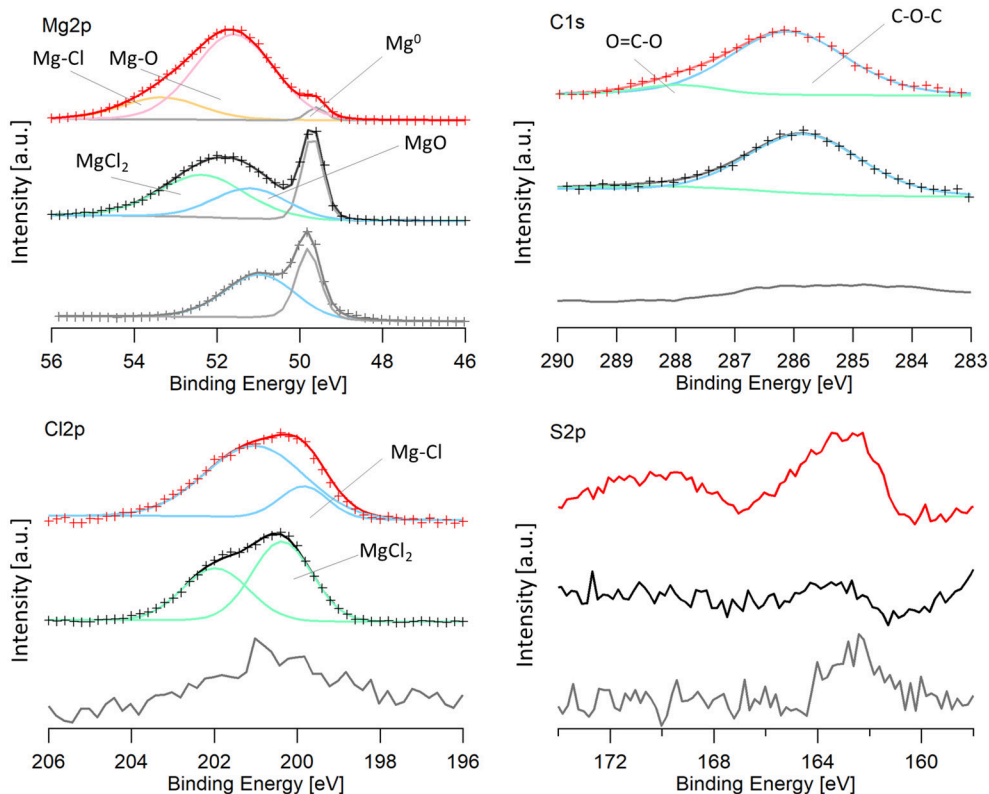 Mg2p
Mg-Cl
Mg-O
Mg⁰
MgCl₂
MgO
Intensity [a.u.]
56 54 52 50 48 46
Binding Energy [eV]
C1s
O=C-O
C-O-C
Intensity [a.u.]
290 289 288 287 286 285 284 283
Binding Energy [eV]
Cl2p
Mg-Cl
MgCl₂
Intensity [a.u.]
206 204 202 200 198 196
Binding Energy [eV]
S2p
Intensity [a.u.]
172 168 164 160
Binding Energy [eV]